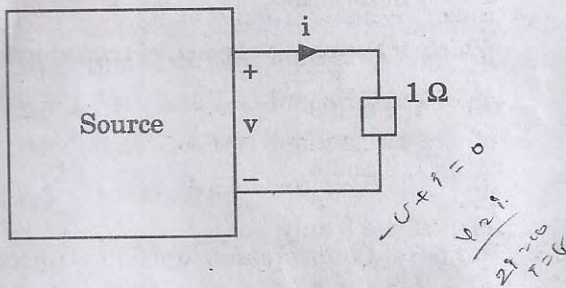 i
+
1 Ω
Source
v
−
- v + i = 0
v = i